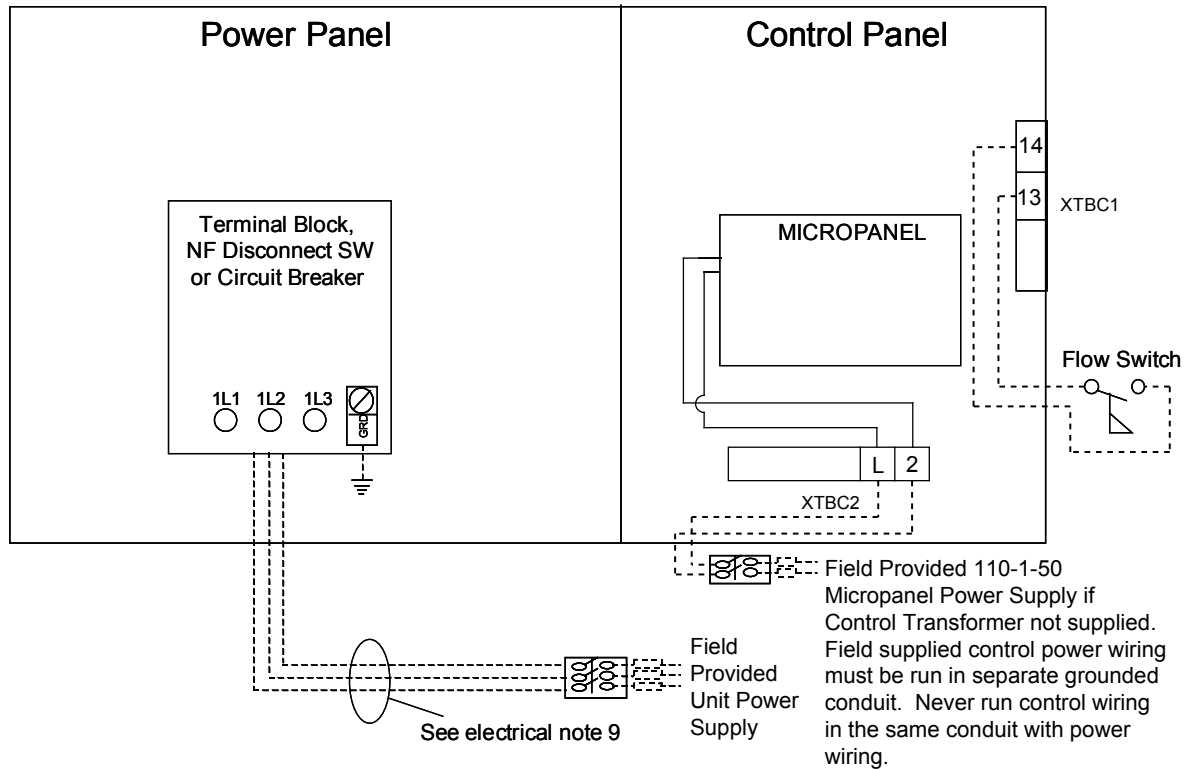 Power Panel
Control Panel
Terminal Block,
NF Disconnect SW
or Circuit Breaker
1L1 1L2 1L3
GRD
MICROPANEL
14
13
XTBC1
Flow Switch
L 2
XTBC2
Field Provided 110-1-50
Micropanel Power Supply if
Control Transformer not supplied.
Field supplied control power wiring
must be run in separate grounded
conduit. Never run control wiring
in the same conduit with power
wiring.
Field
Provided
Unit Power
Supply
See electrical note 9